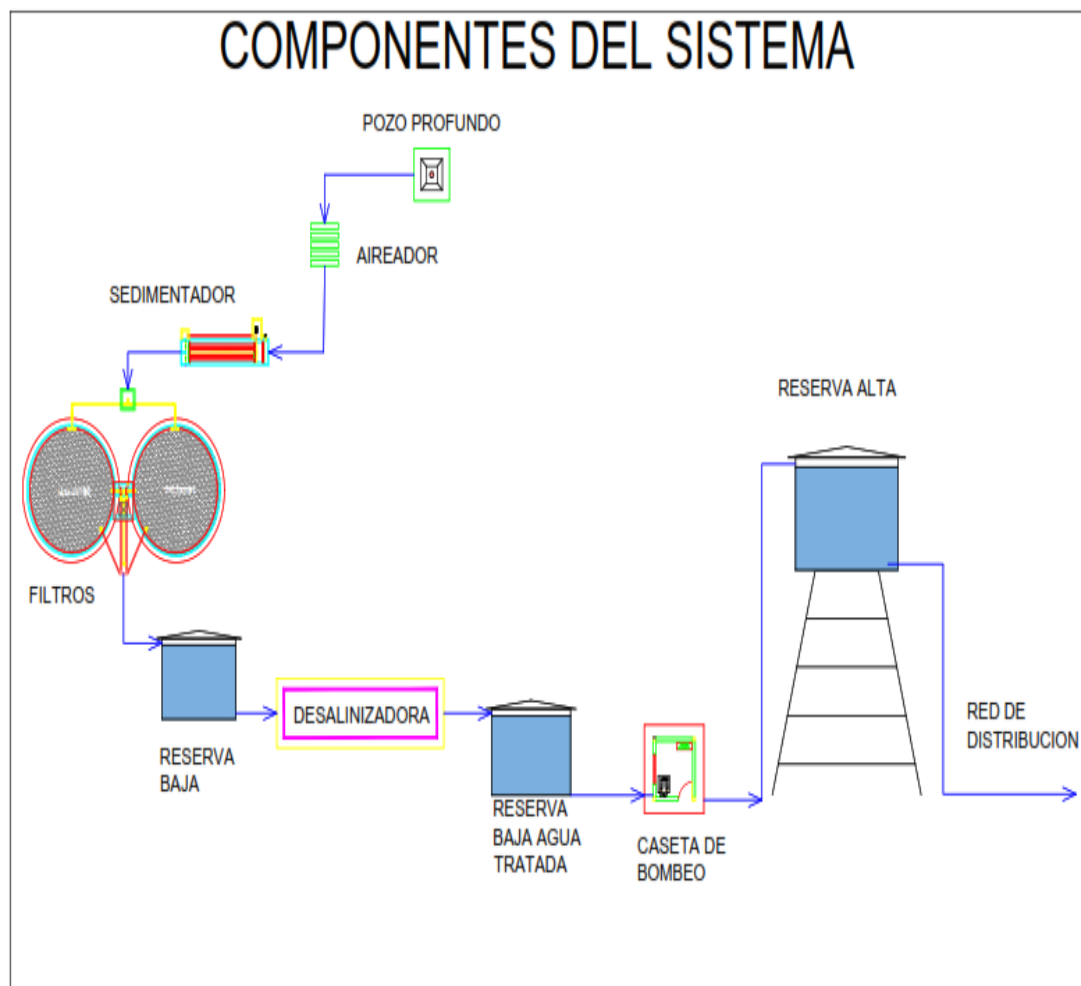 COMPONENTES DEL SISTEMA
POZO PROFUNDO
AIREADOR
SEDIMENTADOR
RESERVA ALTA
FILTROS
DESALINIZADORA
RED DE
DISTRIBUCION
RESERVA
BAJA
RESERVA
BAJA AGUA
TRATADA
CASETA DE
BOMBEO